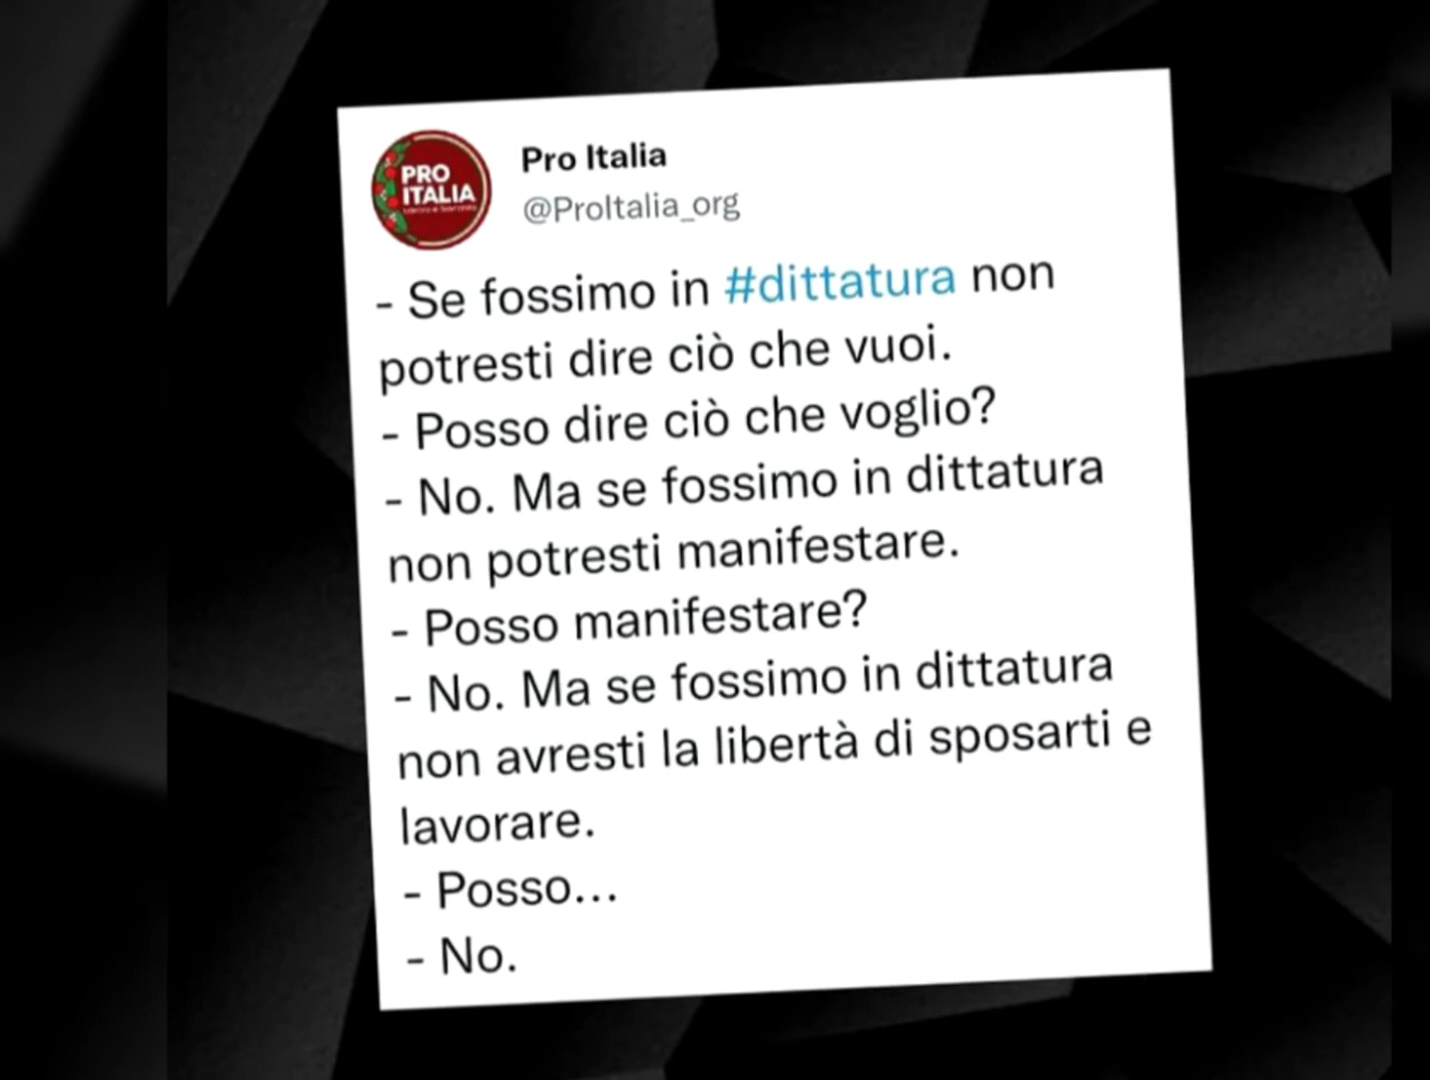 PRO
ITALIA
Pro Italia
@ProItalia_org
- Se fossimo in #dittatura non
potresti dire ciò che vuoi.
- Posso dire ciò che voglio?
- No. Ma se fossimo in dittatura
non potresti manifestare.
- Posso manifestare?
- No. Ma se fossimo in dittatura
non avresti la libertà di sposarti e
lavorare.
- Posso...
- No.